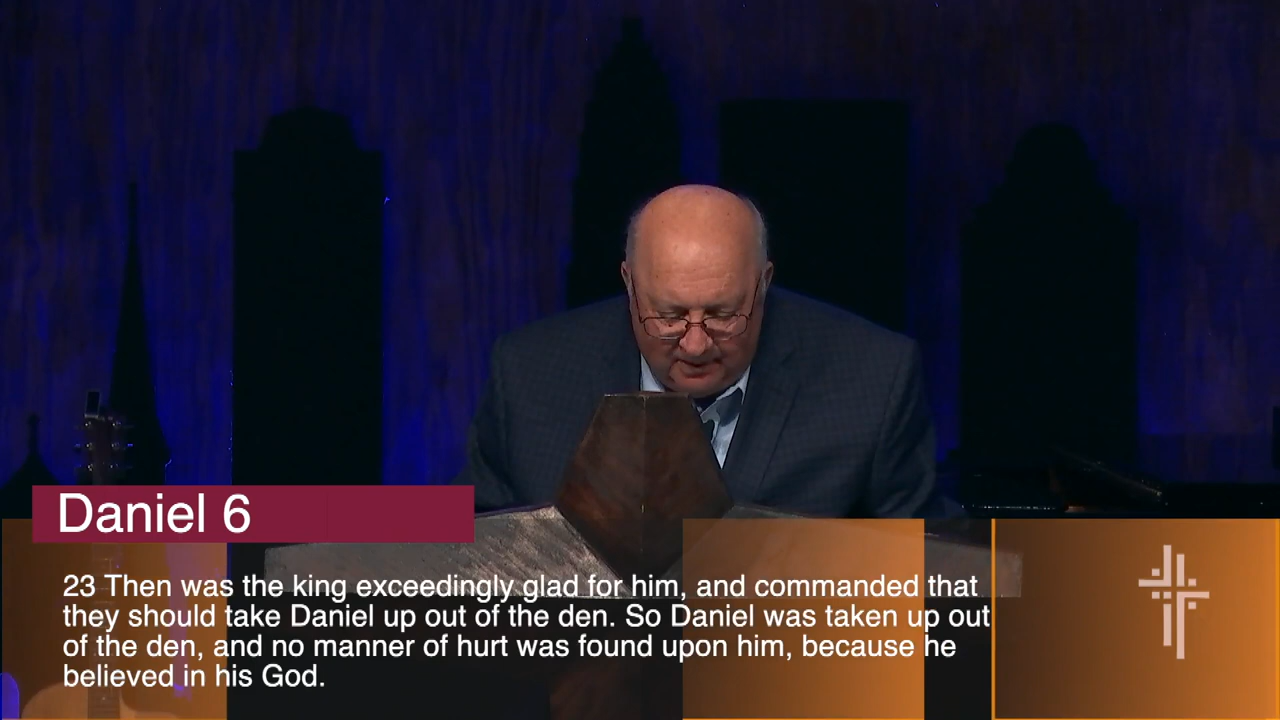 Daniel 6
23 Then was the king exceedingly glad for him, and commanded that
they should take Daniel up out of the den. So Daniel was taken up out
of the den, and no manner of hurt was found upon him, because he
believed in his God.